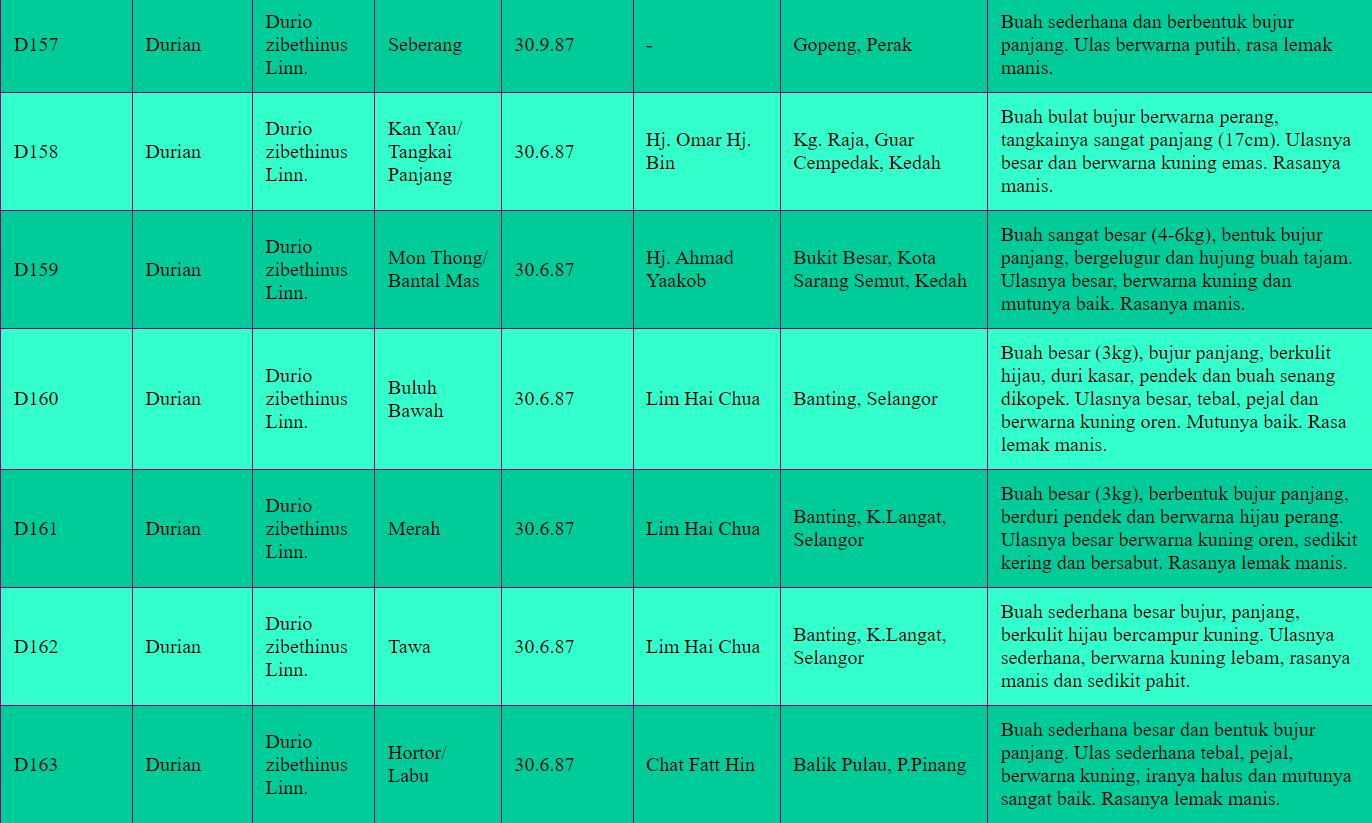 D157
Durian
Durio
zibethinus
Linn.
Seberang
30.9.87
-
Gopeng, Perak
Buah sederhana dan berbentuk bujur
panjang. Ulas berwarna putih, rasa lemak
manis.
D158
Durian
Durio
zibethinus
Linn.
Kan Yau/
Tangkai
Panjang
30.6.87
Hj. Omar Hj.
Bin
Kg. Raja, Guar
Cempedak, Kedah
Buah bulat bujur berwarna perang,
tangkainya sangat panjang (17cm). Ulasnya
besar dan berwarna kuning emas. Rasanya
manis.
D159
Durian
Durio
zibethinus
Linn.
Mon Thong/
Bantal Mas
30.6.87
Hj. Ahmad
Yaakob
Bukit Besar, Kota
Sarang Semut, Kedah
Buah sangat besar (4-6kg), bentuk bujur
panjang, bergelugur dan hujung buah tajam.
Ulasnya besar, berwarna kuning dan
mutunya baik. Rasanya manis.
D160
Durian
Durio
zibethinus
Linn.
Buluh
Bawah
30.6.87
Lim Hai Chua
Banting, Selangor
Buah besar (3kg), bujur panjang, berkulit
hijau, duri kasar, pendek dan buah senang
dikopek. Ulasnya besar, tebal, pejal dan
berwarna kuning oren. Mutunya baik. Rasa
lemak manis.
D161
Durian
Durio
zibethinus
Linn.
Merah
30.6.87
Lim Hai Chua
Banting, K.Langat,
Selangor
Buah besar (3kg), berbentuk bujur panjang,
berduri pendek dan berwarna hijau perang.
Ulasnya besar berwarna kuning oren, sedikit
kering dan bersabut. Rasanya lemak manis.
D162
Durian
Durio
zibethinus
Linn.
Tawa
30.6.87
Lim Hai Chua
Banting, K.Langat,
Selangor
Buah sederhana besar bujur, panjang,
berkulit hijau bercampur kuning. Ulasnya
sederhana, berwarna kuning lebam, rasanya
manis dan sedikit pahit.
D163
Durian
Durio
zibethinus
Linn.
Hortor/
Labu
30.6.87
Chat Fatt Hin
Balik Pulau, P.Pinang
Buah sederhana besar dan bentuk bujur
panjang. Ulas sederhana tebal, pejal,
berwarna kuning, iranya halus dan mutunya
sangat baik. Rasanya lemak manis.